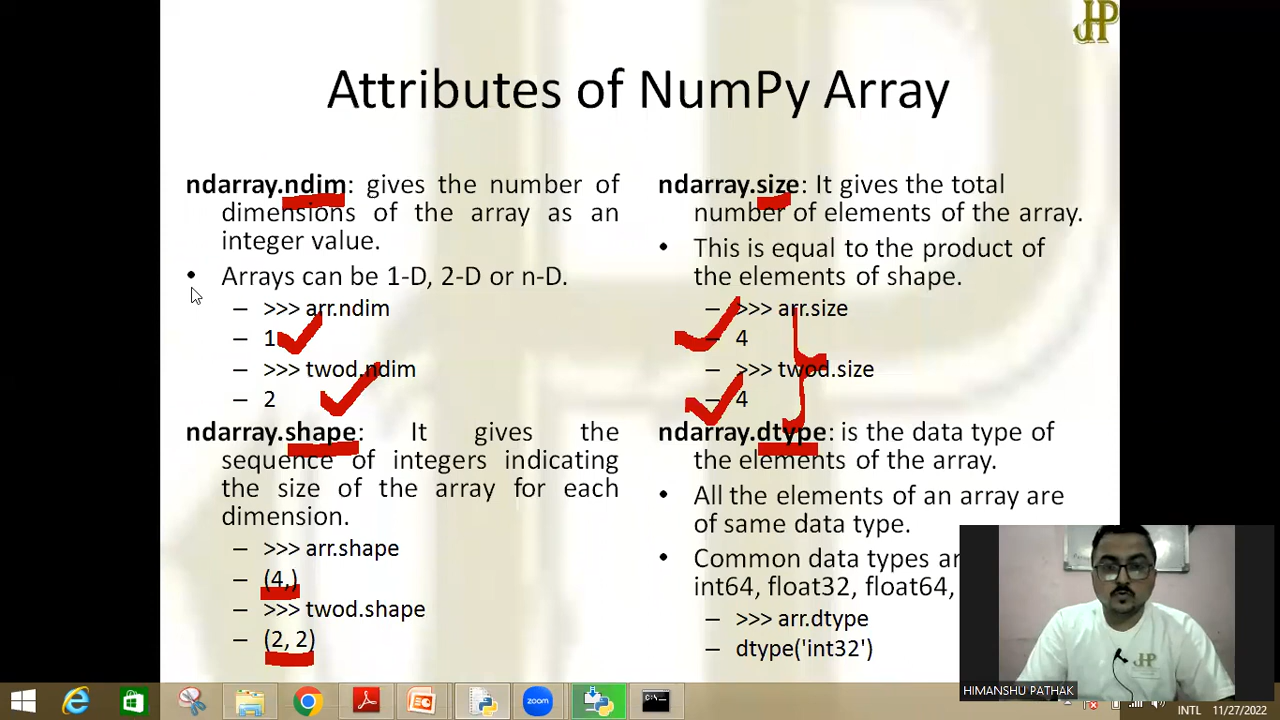 JHP
Attributes of NumPy Array
ndarray.ndim: gives the number of
dimensions of the array as an
integer value.
• Arrays can be 1-D, 2-D or n-D.
– >>> arr.ndim
– 1
– >>> twod.ndim
– 2
ndarray.shape: It gives the
sequence of integers indicating
the size of the array for each
dimension.
– >>> arr.shape
– (4,)
– >>> twod.shape
– (2, 2)
ndarray.size: It gives the total
number of elements of the array.
• This is equal to the product of
the elements of shape.
– >>> arr.size
– 4
– >>> twod.size
– 4
ndarray.dtype: is the data type of
the elements of the array.
• All the elements of an array are
of same data type.
• Common data types
int64, float32, float64,
– >>> arr.dtype
– dtype('int32')
JHP
HIMANSHU PATHAK
zoom
INTL 11/27/2022